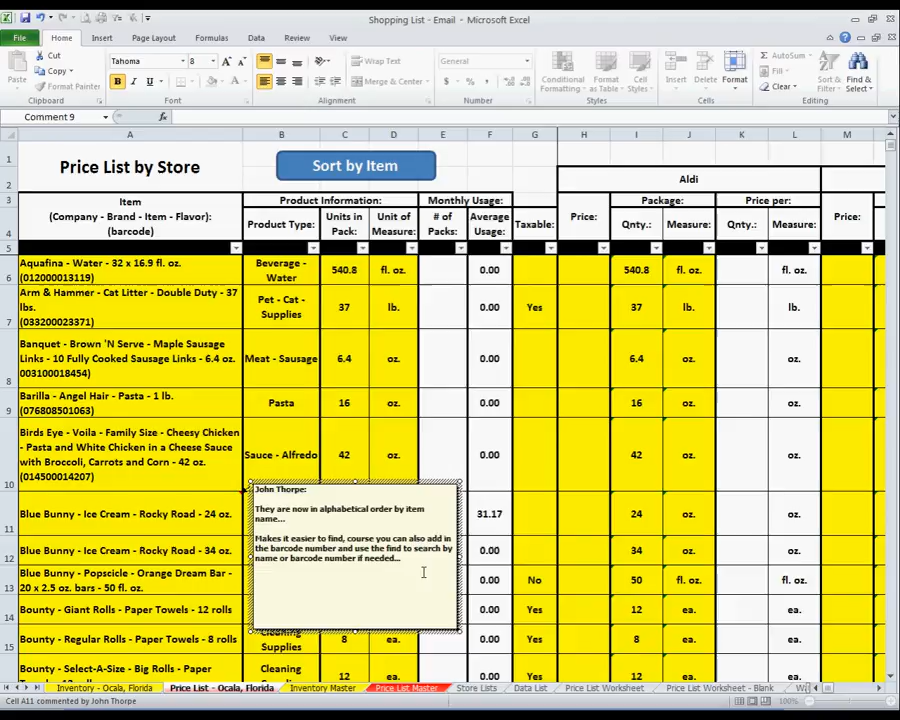 Shopping List - Email - Microsoft Excel
File Home Insert Page Layout Formulas Data Review View
Cut
Copy
Format Painter
Paste
Clipboard
Tahoma 8
B I U
Font
Wrap Text
Merge & Center
Alignment
General
$ % ,
Number
Conditional Formatting
Format as Table
Cell Styles
Styles
Insert Delete Format
Cells
AutoSum
Fill
Clear
Sort & Filter
Find & Select
Editing
Comment 9 fx
A B C D E F G H I J K L M
1 Price List by Store Sort by Item
2 Aldi
3 Item Product Information: Monthly Usage: Package: Price per:
4 (Company - Brand - Item - Flavor): (barcode) Product Type: Units in Pack: Unit of Measure: # of Packs: Average Usage: Taxable: Price: Qnty.: Measure: Qnty.: Measure: Price:
5
Aquafina - Water - 32 x 16.9 fl. oz.
6 (012000013119) Beverage - Water 540.8 fl. oz. 0.00 540.8 fl. oz. fl. oz.
Arm & Hammer - Cat Litter - Double Duty - 37
lbs.
7 (033200023371) Pet - Cat - Supplies 37 lb. 0.00 Yes 37 lb. lb.
Banquet - Brown 'N Serve - Maple Sausage
Links - 10 Fully Cooked Sausage Links - 6.4 oz.
8 003100018454) Meat - Sausage 6.4 oz. 0.00 6.4 oz. oz.
Barilla - Angel Hair - Pasta - 1 lb.
9 (076808501063) Pasta 16 oz. 0.00 16 oz. oz.
Birds Eye - Voila - Family Size - Cheesy Chicken
- Pasta and White Chicken in a Cheese Sauce
with Broccoli, Carrots and Corn - 42 oz.
10 (014500014207) Sauce - Alfredo 42 oz. 0.00 42 oz. oz.
11 Blue Bunny - Ice Cream - Rocky Road - 24 oz. 31.17 24 oz. oz.
12 Blue Bunny - Ice Cream - Rocky Road - 34 oz. 0.00 34 oz. oz.
Blue Bunny - Popsicle - Orange Dream Bar -
13 20 x 2.5 oz. bars - 50 fl. oz. 0.00 No 50 fl. oz. fl. oz.
14 Bounty - Giant Rolls - Paper Towels - 12 rolls 0.00 Yes 12 ea. ea.
15 Bounty - Regular Rolls - Paper Towels - 8 rolls Cleaning Supplies 8 ea. 0.00 Yes 8 ea. ea.
Bounty - Select-A-Size - Big Rolls - Paper Cleaning 12 ea. 0.00 Yes 12 ea. ea.
John Thorpe:
They are now in alphabetical order by item
name...
Makes it easier to find, course you can also add in
the barcode number and use the find to search by
name or barcode number if needed...
Inventory - Ocala, Florida Price List - Ocala, Florida Inventory Master Price List Master Store Lists Data List Price List Worksheet Price List Worksheet - Blank
Cell A11 commented by John Thorpe 100%